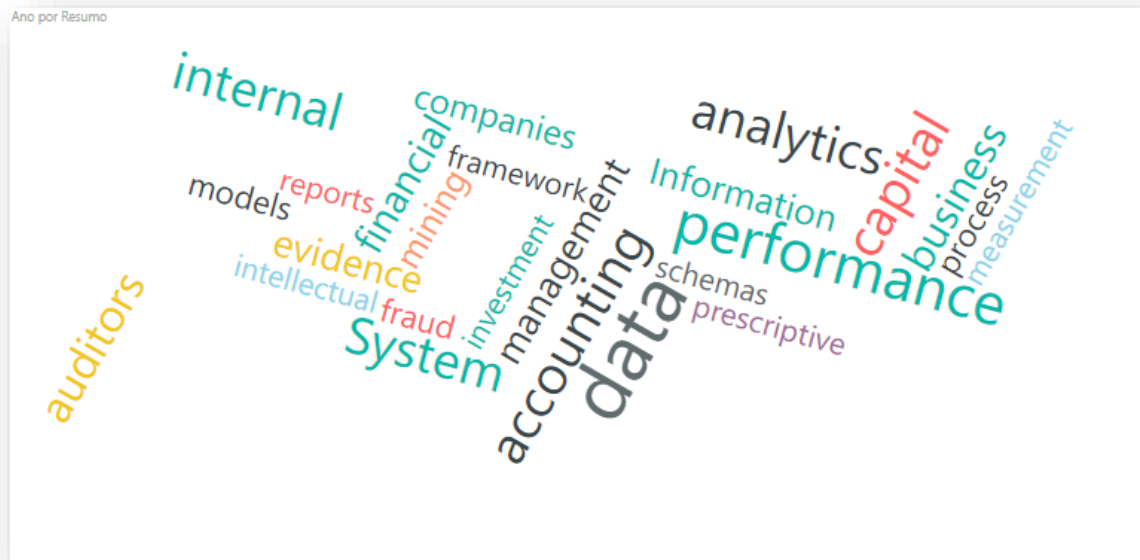 Ano por Resumo
internal
companies
analytics
financial
framework
capital
business
measurement
models
reports
mining
management
Information
process
performance
evidence
intellectual
investment
accounting
schemas
data
prescriptive
fraud
System
auditors